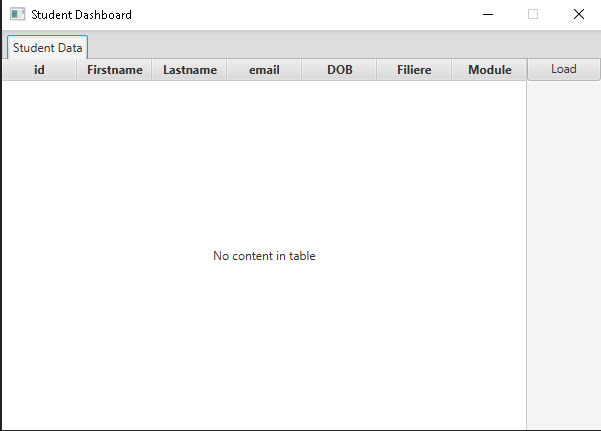 Student Dashboard
Student Data
id Firstname Lastname email DOB Filiere Module Load
No content in table